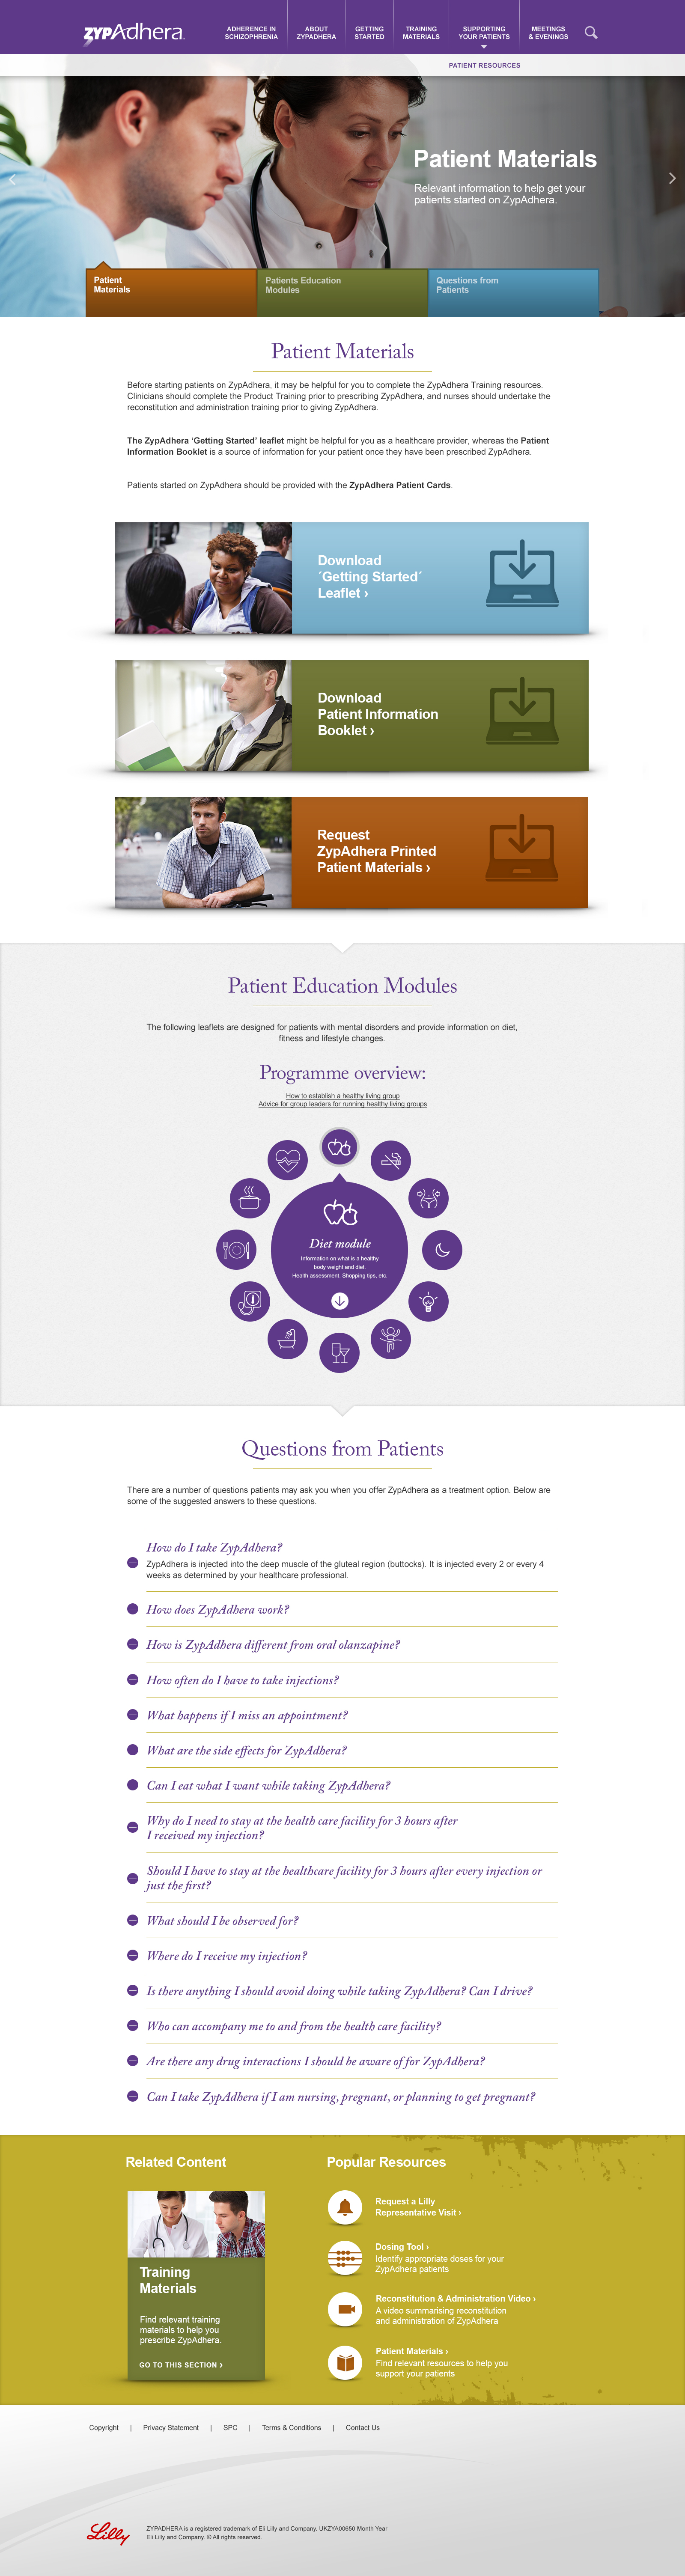 ZYPAdhera
ADHERENCE IN
SCHIZOPHRENIA
ABOUT
ZYPADHERA
GETTING
STARTED
TRAINING
MATERIALS
SUPPORTING
YOUR PATIENTS
MEETINGS
& EVENINGS
PATIENT RESOURCES
Patient Materials
Relevant information to help get your
patients started on ZypAdhera.
Patient
Materials
Patients Education
Modules
Questions from
Patients
Patient Materials
Before starting patients on ZypAdhera, it may be helpful for you to complete the ZypAdhera Training resources.
Clinicians should complete the Product Training prior to prescribing ZypAdhera, and nurses should undertake the
reconstitution and administration training prior to giving ZypAdhera.
The ZypAdhera ‘Getting Started’ leaflet might be helpful for you as a healthcare provider, whereas the Patient
Information Booklet is a source of information for your patient once they have been prescribed ZypAdhera.
Patients started on ZypAdhera should be provided with the ZypAdhera Patient Cards.
Download
´Getting Started´
Leaflet ›
Download
Patient Information
Booklet ›
Request
ZypAdhera Printed
Patient Materials ›
Patient Education Modules
The following leaflets are designed for patients with mental disorders and provide information on diet,
fitness and lifestyle changes.
Programme overview:
How to establish a healthy living group
Advice for group leaders for running healthy living groups
Diet module
Information on what is a healthy
body weight and diet.
Health assessment, Shopping tips, etc.
Questions from Patients
There are a number of questions patients may ask you when you offer ZypAdhera as a treatment option. Below are
some of the suggested answers to these questions.
How do I take ZypAdhera?
ZypAdhera is injected into the deep muscle of the gluteal region (buttocks). It is injected every 2 or every 4
weeks as determined by your healthcare professional.
How does ZypAdhera work?
How is ZypAdhera different from oral olanzapine?
How often do I have to take injections?
What happens if I miss an appointment?
What are the side effects for ZypAdhera?
Can I eat what I want while taking ZypAdhera?
Why do I need to stay at the health care facility for 3 hours after
I received my injection?
Should I have to stay at the healthcare facility for 3 hours after every injection or
just the first?
What should I be observed for?
Where do I receive my injection?
Is there anything I should avoid doing while taking ZypAdhera? Can I drive?
Who can accompany me to and from the health care facility?
Are there any drug interactions I should be aware of for ZypAdhera?
Can I take ZypAdhera if I am nursing, pregnant, or planning to get pregnant?
Related Content
Training
Materials
Find relevant training
materials to help you
prescribe ZypAdhera.
GO TO THIS SECTION ›
Popular Resources
Request a Lilly
Representative Visit ›
Dosing Tool ›
Identify appropriate doses for your
ZypAdhera patients
Reconstitution & Administration Video ›
A video summarising reconstitution
and administration of ZypAdhera
Patient Materials ›
Find relevant resources to help you
support your patients
Copyright | Privacy Statement | SPC | Terms & Conditions | Contact Us
Lilly
ZYPADHERA is a registered trademark of Eli Lilly and Company. UKZYA00650 Month Year
Eli Lilly and Company. © All rights reserved.